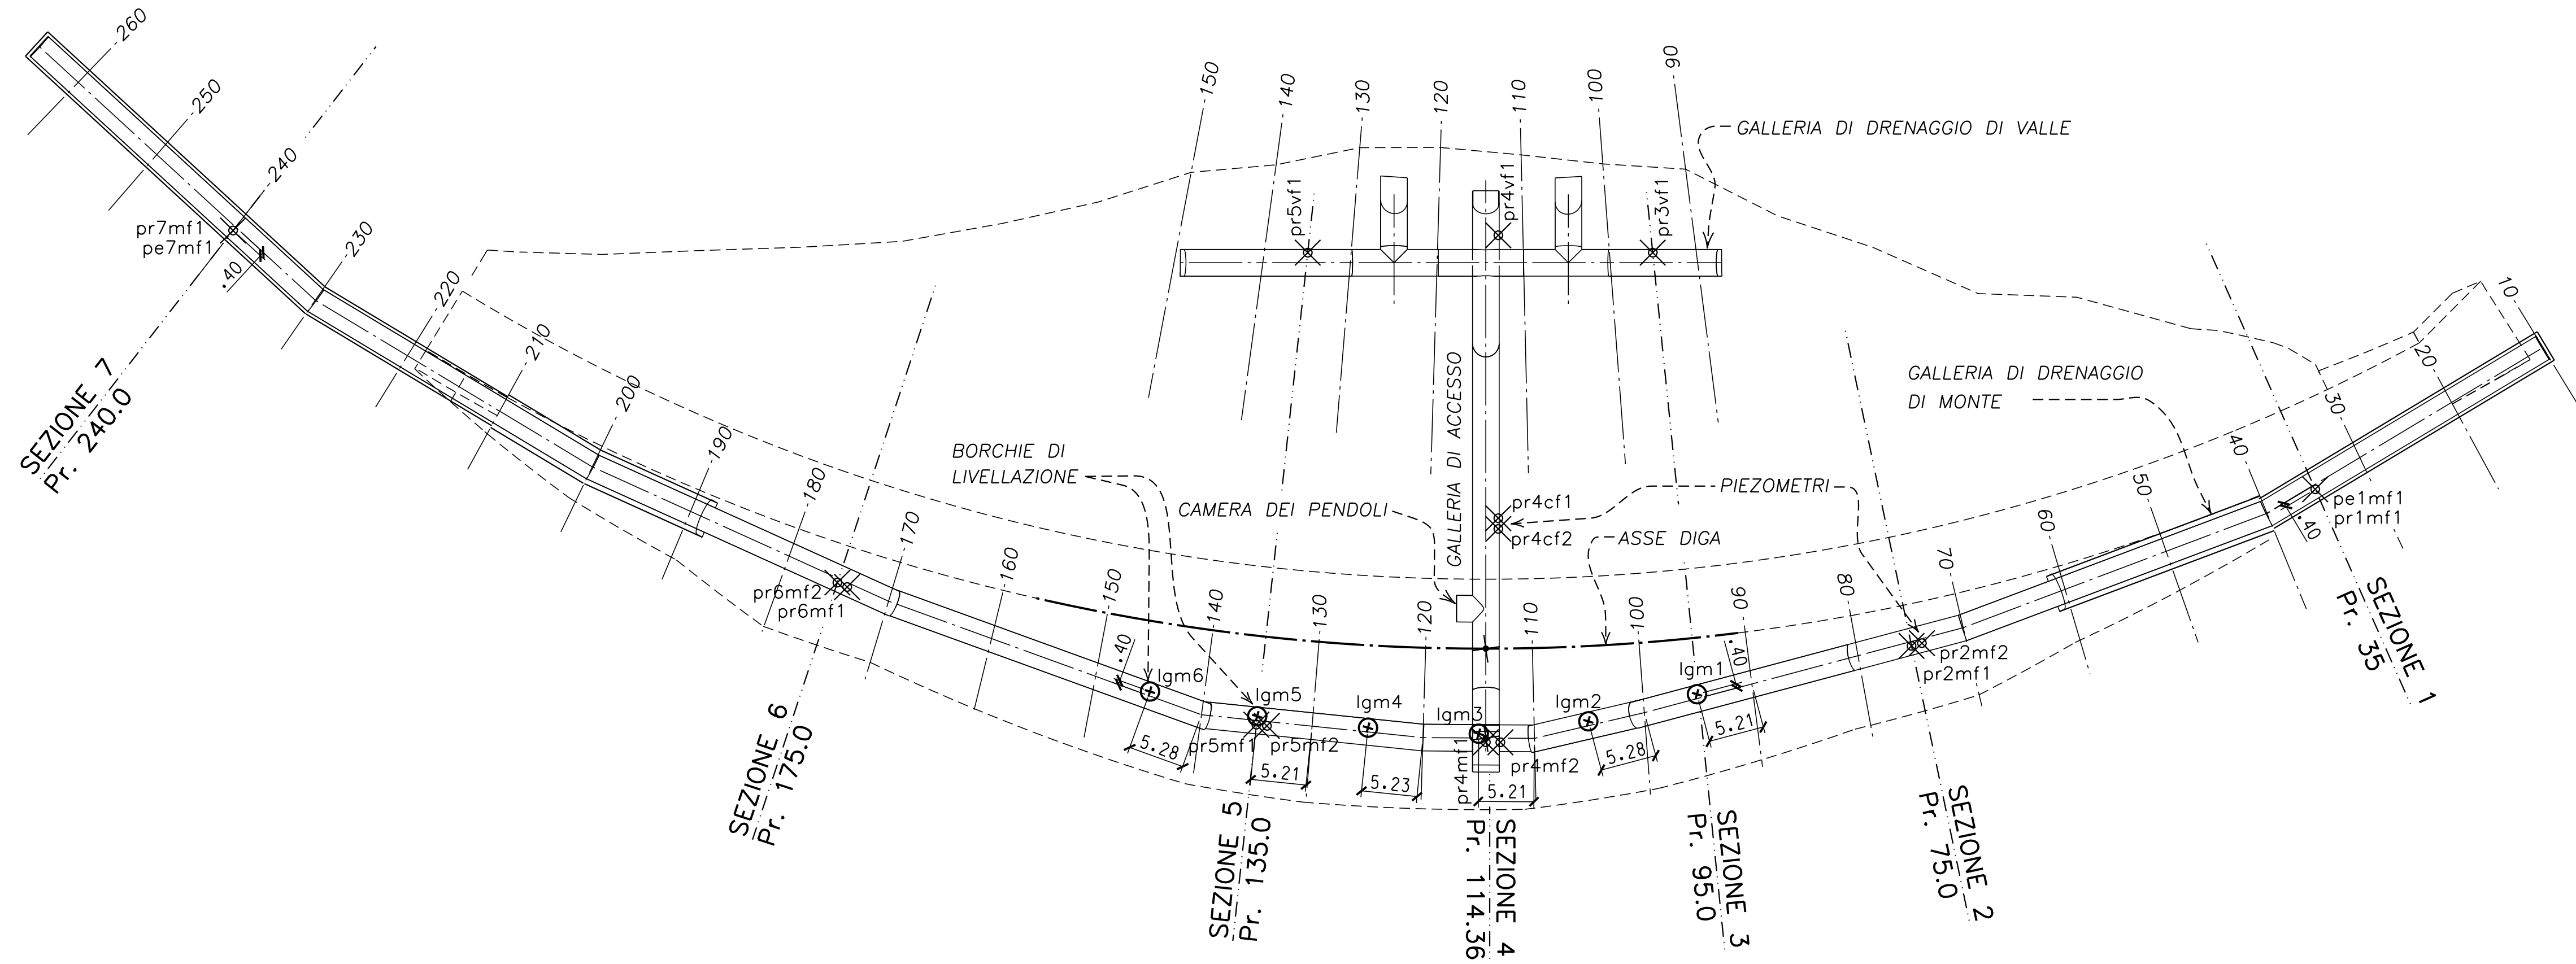 260
250
240
230
220
210
200
190
180
170
160
150
140
130
120
110
100
90
80
70
60
50
40
30
20
10
150
140
130
120
110
100
90
GALLERIA DI DRENAGGIO DI VALLE
pr5vf1
pr4vf1
pr3vf1
pr7mf1
pe7mf1
.40
SEZIONE 7
Pr. 240.0
GALLERIA DI ACCESSO
GALLERIA DI DRENAGGIO
DI MONTE
BORCHIE DI
LIVELLAZIONE
CAMERA DEI PENDOLI
pr4cf1
pr4cf2
PIEZOMETRI
ASSE DIGA
pe1mf1
pr1mf1
.40
SEZIONE 1
Pr. 35
pr6mf2
pr6mf1
SEZIONE 6
Pr. 175.0
.40
lgm6
lgm5
lgm4
lgm3
lgm2
lgm1
.40
pr2mf2
pr2mf1
pr5mf1
pr5mf2
pr4mf1
pr4mf2
5.28
5.21
5.23
5.21
5.28
5.21
SEZIONE 5
Pr. 135.0
SEZIONE 4
Pr. 114.36
SEZIONE 3
Pr. 95.0
SEZIONE 2
Pr. 75.0